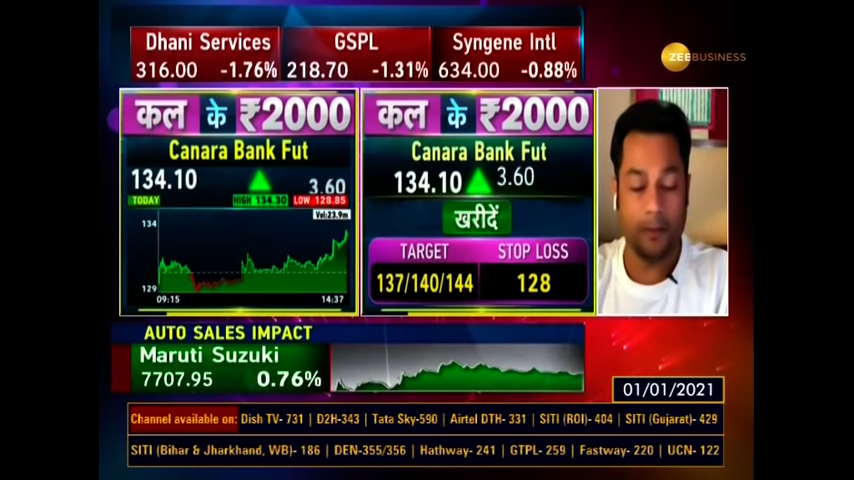 Dhani Services
316.00 -1.76%
GSPL
218.70 -1.31%
Syngene Intl
634.00 -0.88%
ZEEBUSINESS
कल के ₹2000
Canara Bank Fut
134.10 3.60
TODAY HIGH 134.30 LOW 128.85
Vol:23.9m
134
129
09:15 14:37
कल के ₹2000
Canara Bank Fut
134.10 3.60
खरीदें
TARGET STOP LOSS
137/140/144 128
AUTO SALES IMPACT
Maruti Suzuki
7707.95 0.76%
01/01/2021
Channel available on: Dish TV- 731 | D2H-343 | Tata Sky-590 | Airtel DTH- 331 | SITI (ROI)- 404 | SITI (Gujarat)- 429
SITI (Bihar & Jharkhand, WB)- 186 | DEN-355/356 | Hathway- 241 | GTPL- 259 | Fastway- 220 | UCN- 122